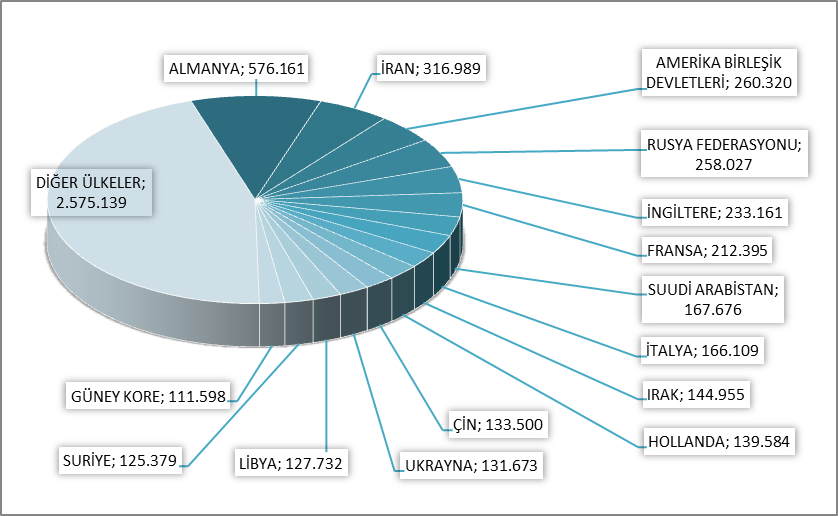 ALMANYA; 576.161
İRAN; 316.989
AMERİKA BİRLEŞİK
DEVLETLERİ; 260.320
RUSYA FEDERASYONU;
258.027
İNGİLTERE; 233.161
FRANSA; 212.395
SUUDİ ARABİSTAN;
167.676
İTALYA; 166.109
IRAK; 144.955
HOLLANDA; 139.584
ÇİN; 133.500
UKRAYNA; 131.673
LİBYA; 127.732
SURİYE; 125.379
GÜNEY KORE; 111.598
DİĞER ÜLKELER;
2.575.139